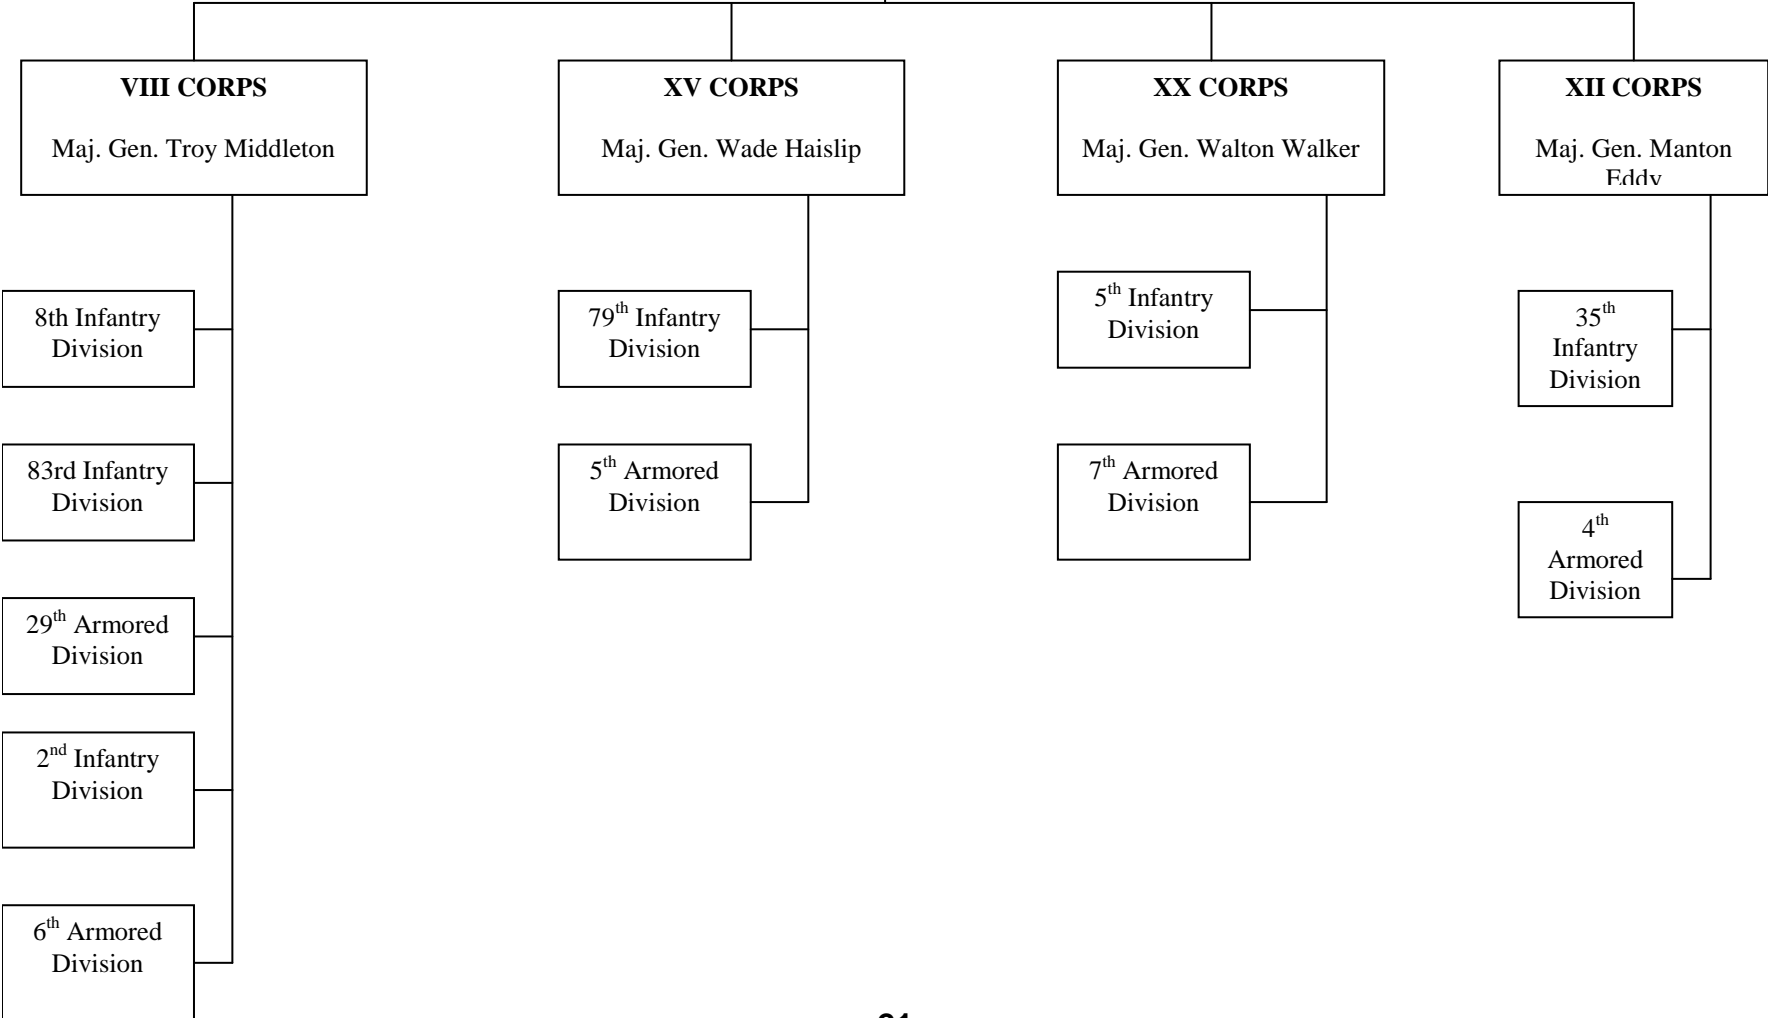 VIII CORPS
Maj. Gen. Troy Middleton
XV CORPS
Maj. Gen. Wade Haislip
XX CORPS
Maj. Gen. Walton Walker
XII CORPS
Maj. Gen. Manton
Eddy
8th Infantry
Division
83rd Infantry
Division
29th Armored
Division
2nd Infantry
Division
6th Armored
Division
79th Infantry
Division
5th Armored
Division
5th Infantry
Division
7th Armored
Division
35th
Infantry
Division
4th
Armored
Division